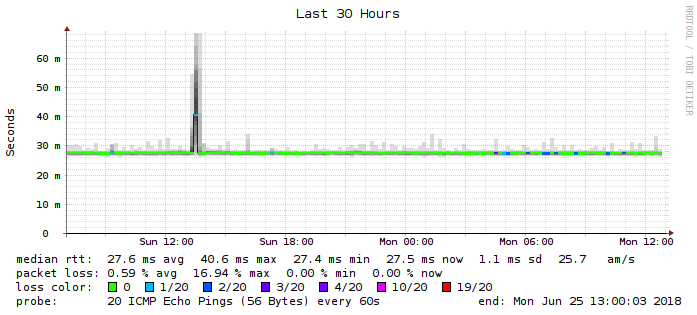 Last 30 Hours
RRDTOOL / TOBI OETIKER
Seconds
60 m
50 m
40 m
30 m
20 m
10 m
0
Sun 12:00 Sun 18:00 Mon 00:00 Mon 06:00 Mon 12:00
median rtt: 27.6 ms avg 40.6 ms max 27.4 ms min 27.5 ms now 1.1 ms sd 25.7 am/s
packet loss: 0.59 % avg 16.94 % max 0.00 % min 0.00 % now
loss color: 0 1/20 2/20 3/20 4/20 10/20 19/20
probe: 20 ICMP Echo Pings (56 Bytes) every 60s end: Mon Jun 25 13:00:03 2018